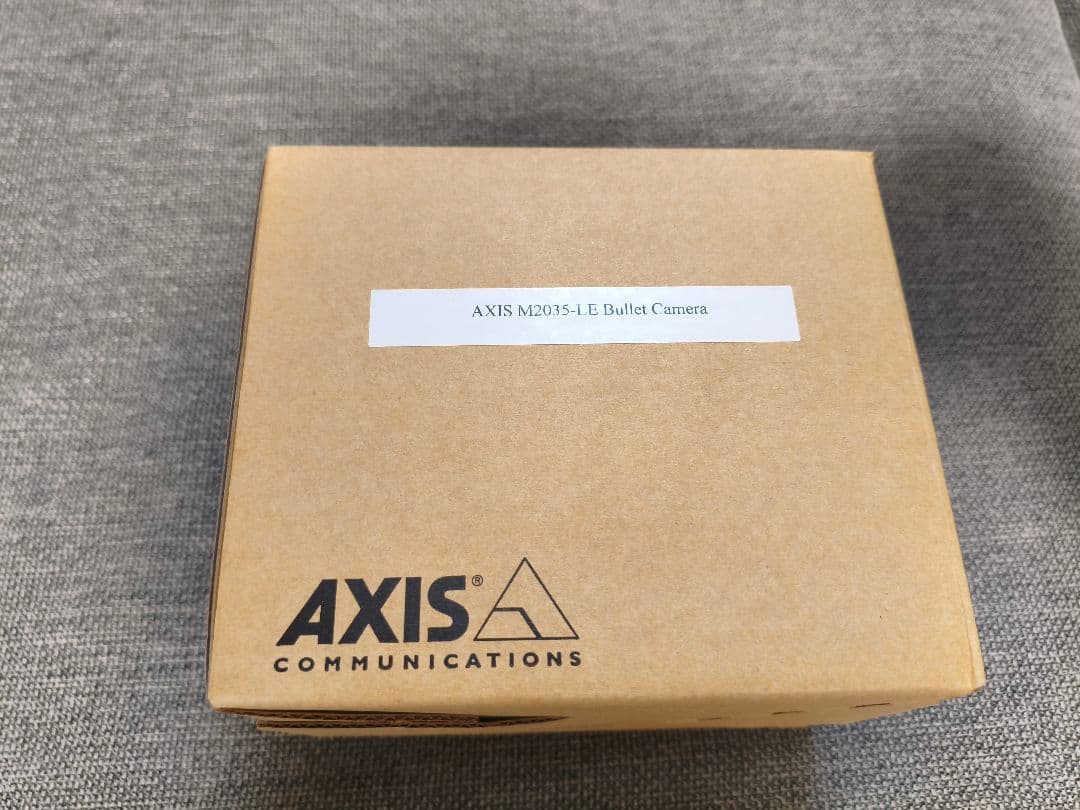 AXIS M2035-LE Bullet Camera
AXIS®
COMMUNICATIONS